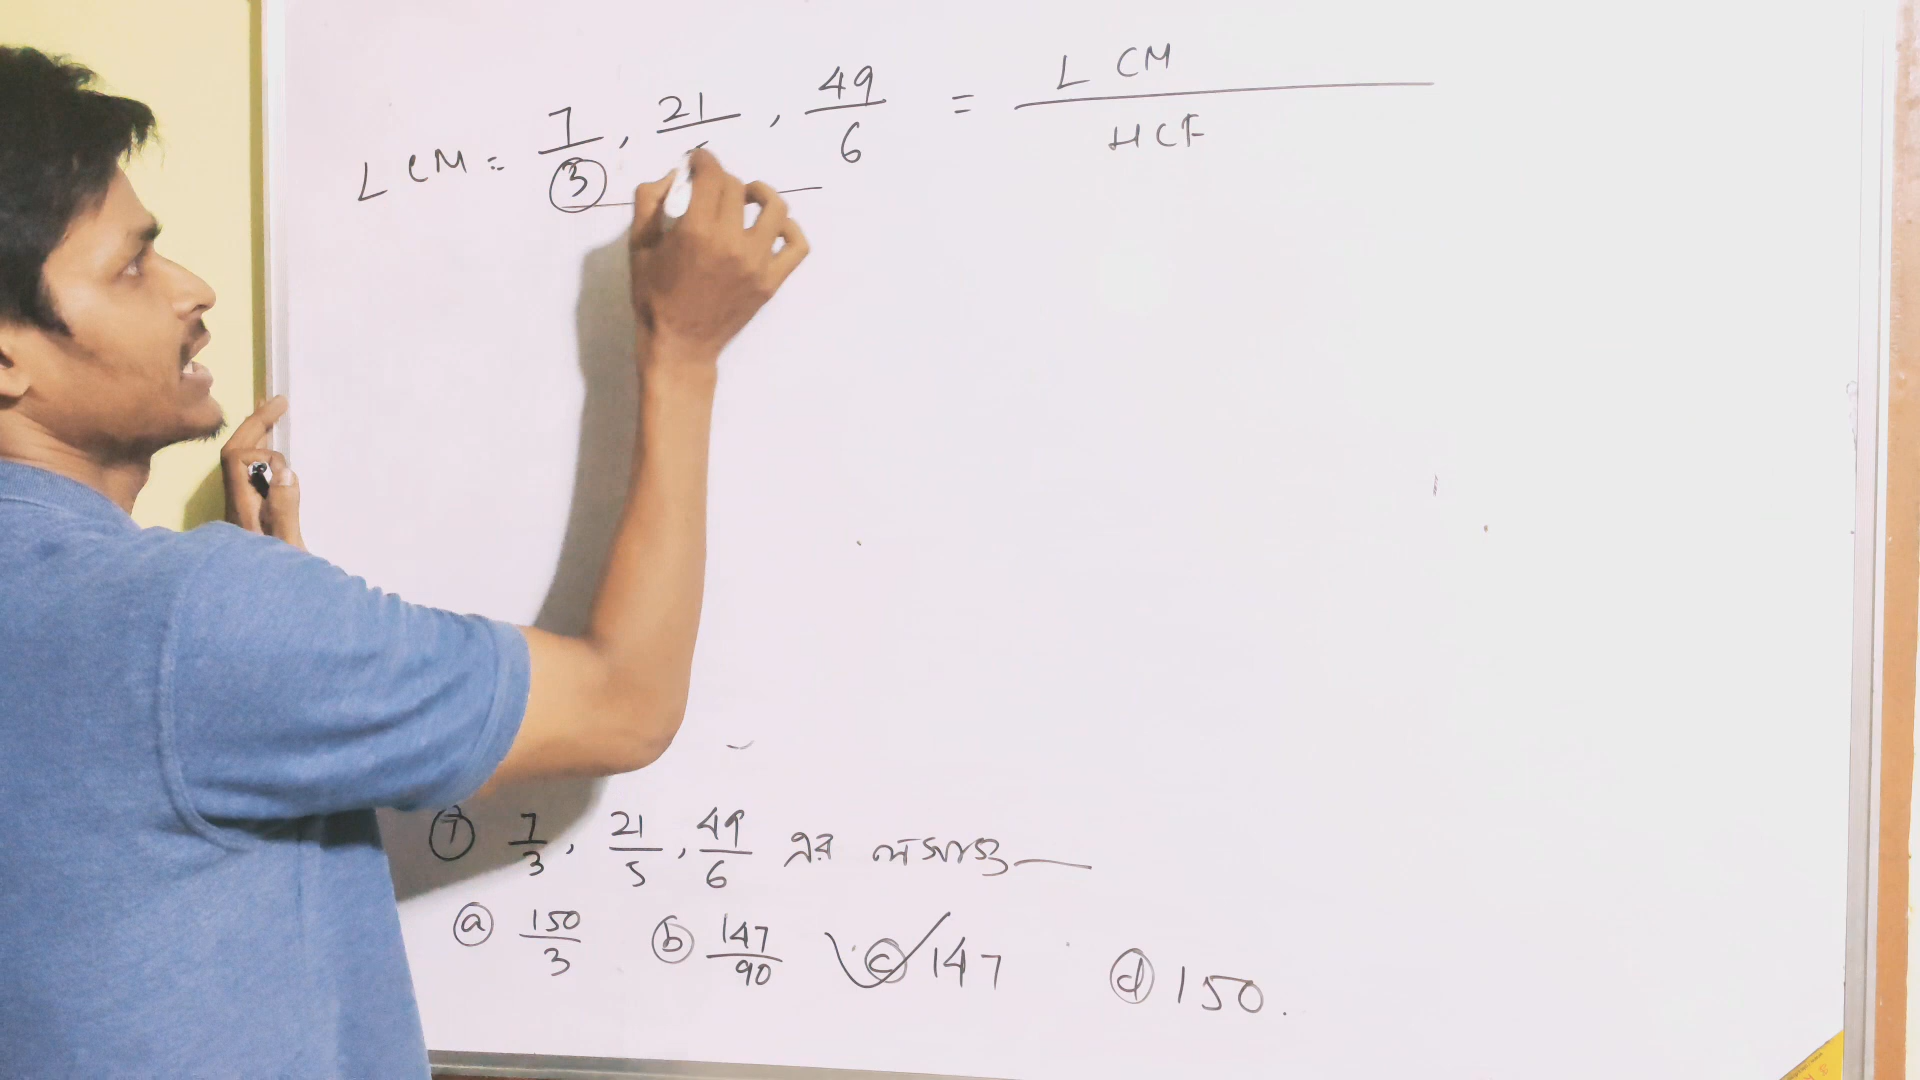 LCM = 7/3, 21/, 49/6 = LCM/HCF
7 7/3, 21/5, 49/6 এর লসাগু —
a 150/3 b 147/90 c 147 d 150.